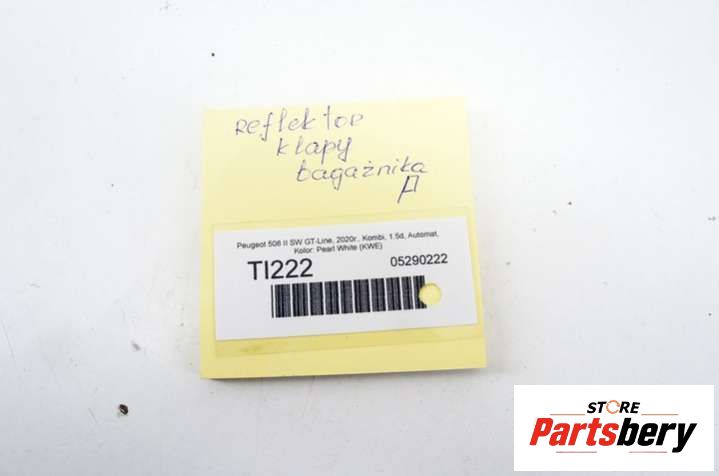 Reflektor
klapy
bagażnika
Л
Peugeot 508 II SW GT-Line, 2020r., Kombi, 1.5d, Automat,
Kolor: Pearl White (KWE)
TI222 05290222
STORE
Partsbery